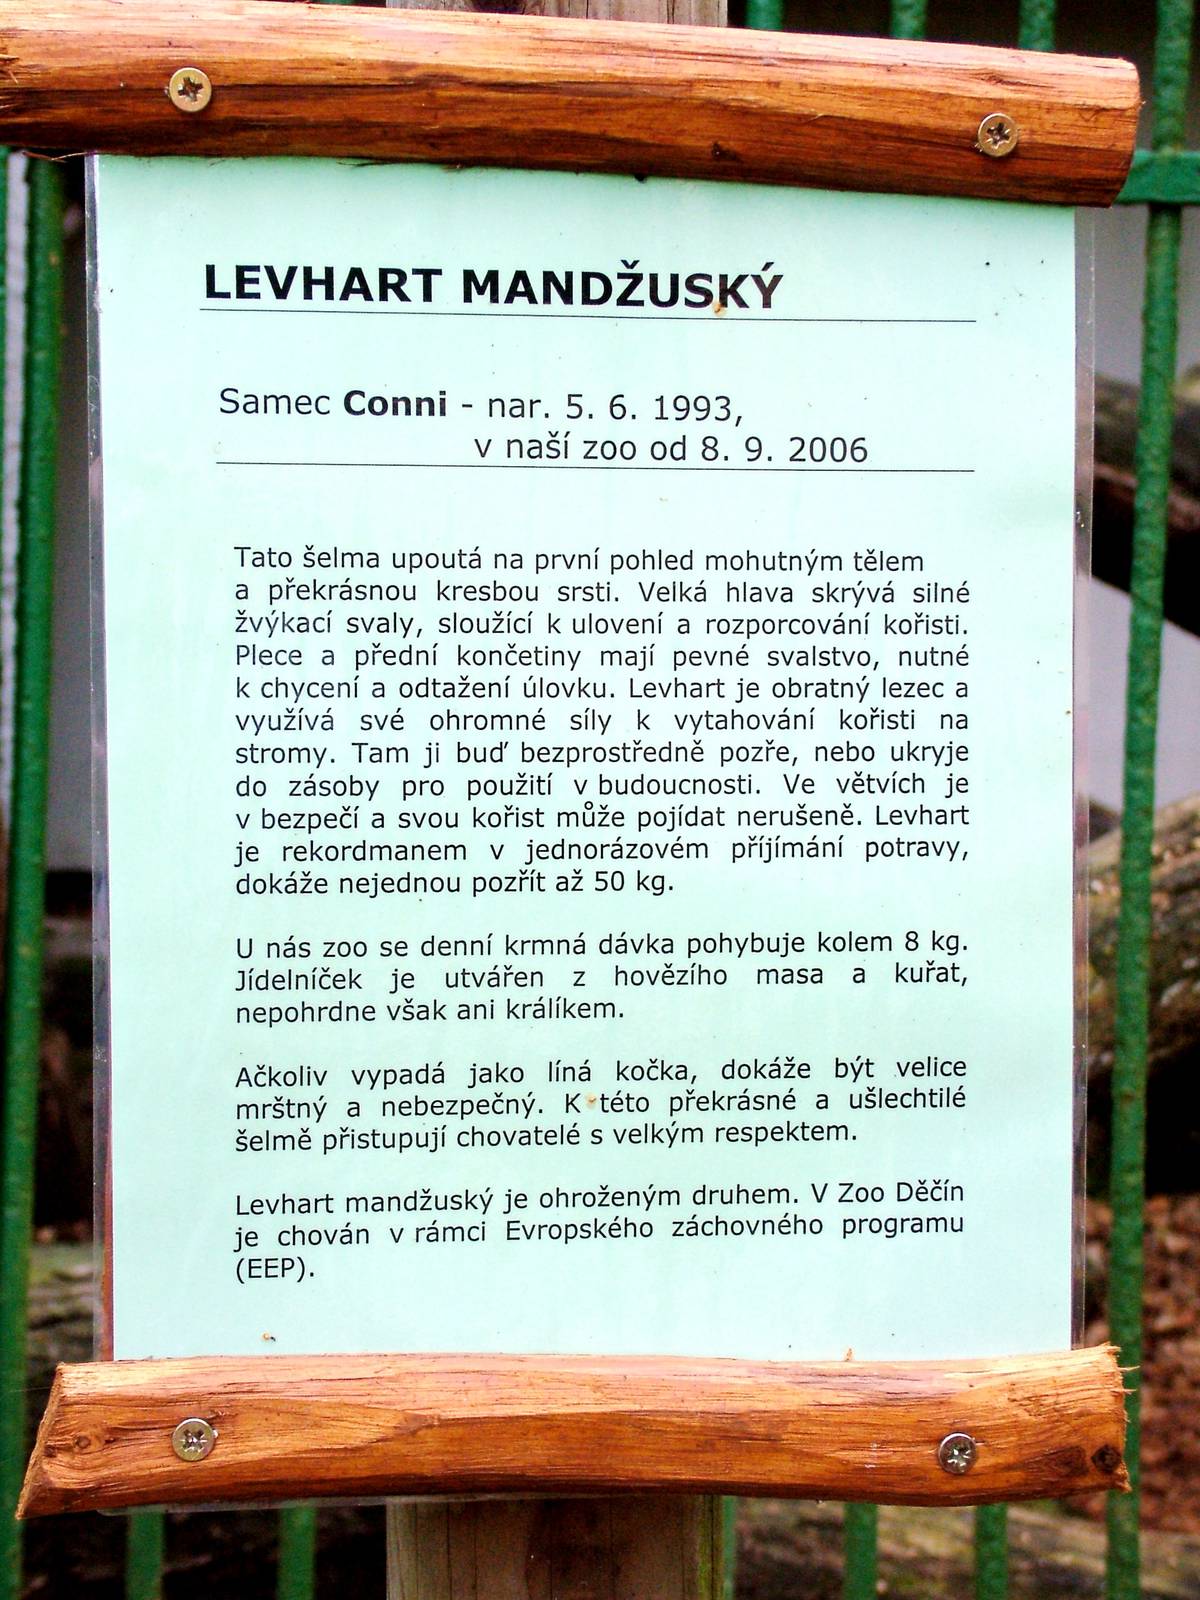 LEVHART MANDŽUSKÝ
Samec Conni - nar. 5. 6. 1993,
v naší zoo od 8. 9. 2006
Tato šelma upoutá na první pohled mohutným tělem
a překrásnou kresbou srsti. Velká hlava skrývá silné
žvýkací svaly, sloužící k ulovení a rozporcování kořisti.
Plece a přední končetiny mají pevné svalstvo, nutné
k chycení a odtažení úlovku. Levhart je obratný lezec a
využívá své ohromné síly k vytahování kořisti na
stromy. Tam ji buď bezprostředně pozře, nebo ukryje
do zásoby pro použití v budoucnosti. Ve větvích je
v bezpečí a svou kořist může pojídat nerušeně. Levhart
je rekordmanem v jednorázovém příjímání potravy,
dokáže nejednou pozřít až 50 kg.
U nás zoo se denní krmná dávka pohybuje kolem 8 kg.
Jídelníček je utvářen z hovězího masa a kuřat,
nepohrdne však ani králíkem.
Ačkoliv vypadá jako líná kočka, dokáže být velice
mrštný a nebezpečný. K této překrásné a ušlechtilé
šelmě přistupují chovatelé s velkým respektem.
Levhart mandžuský je ohroženým druhem. V Zoo Děčín
je chován v rámci Evropského záchovného programu
(EEP).